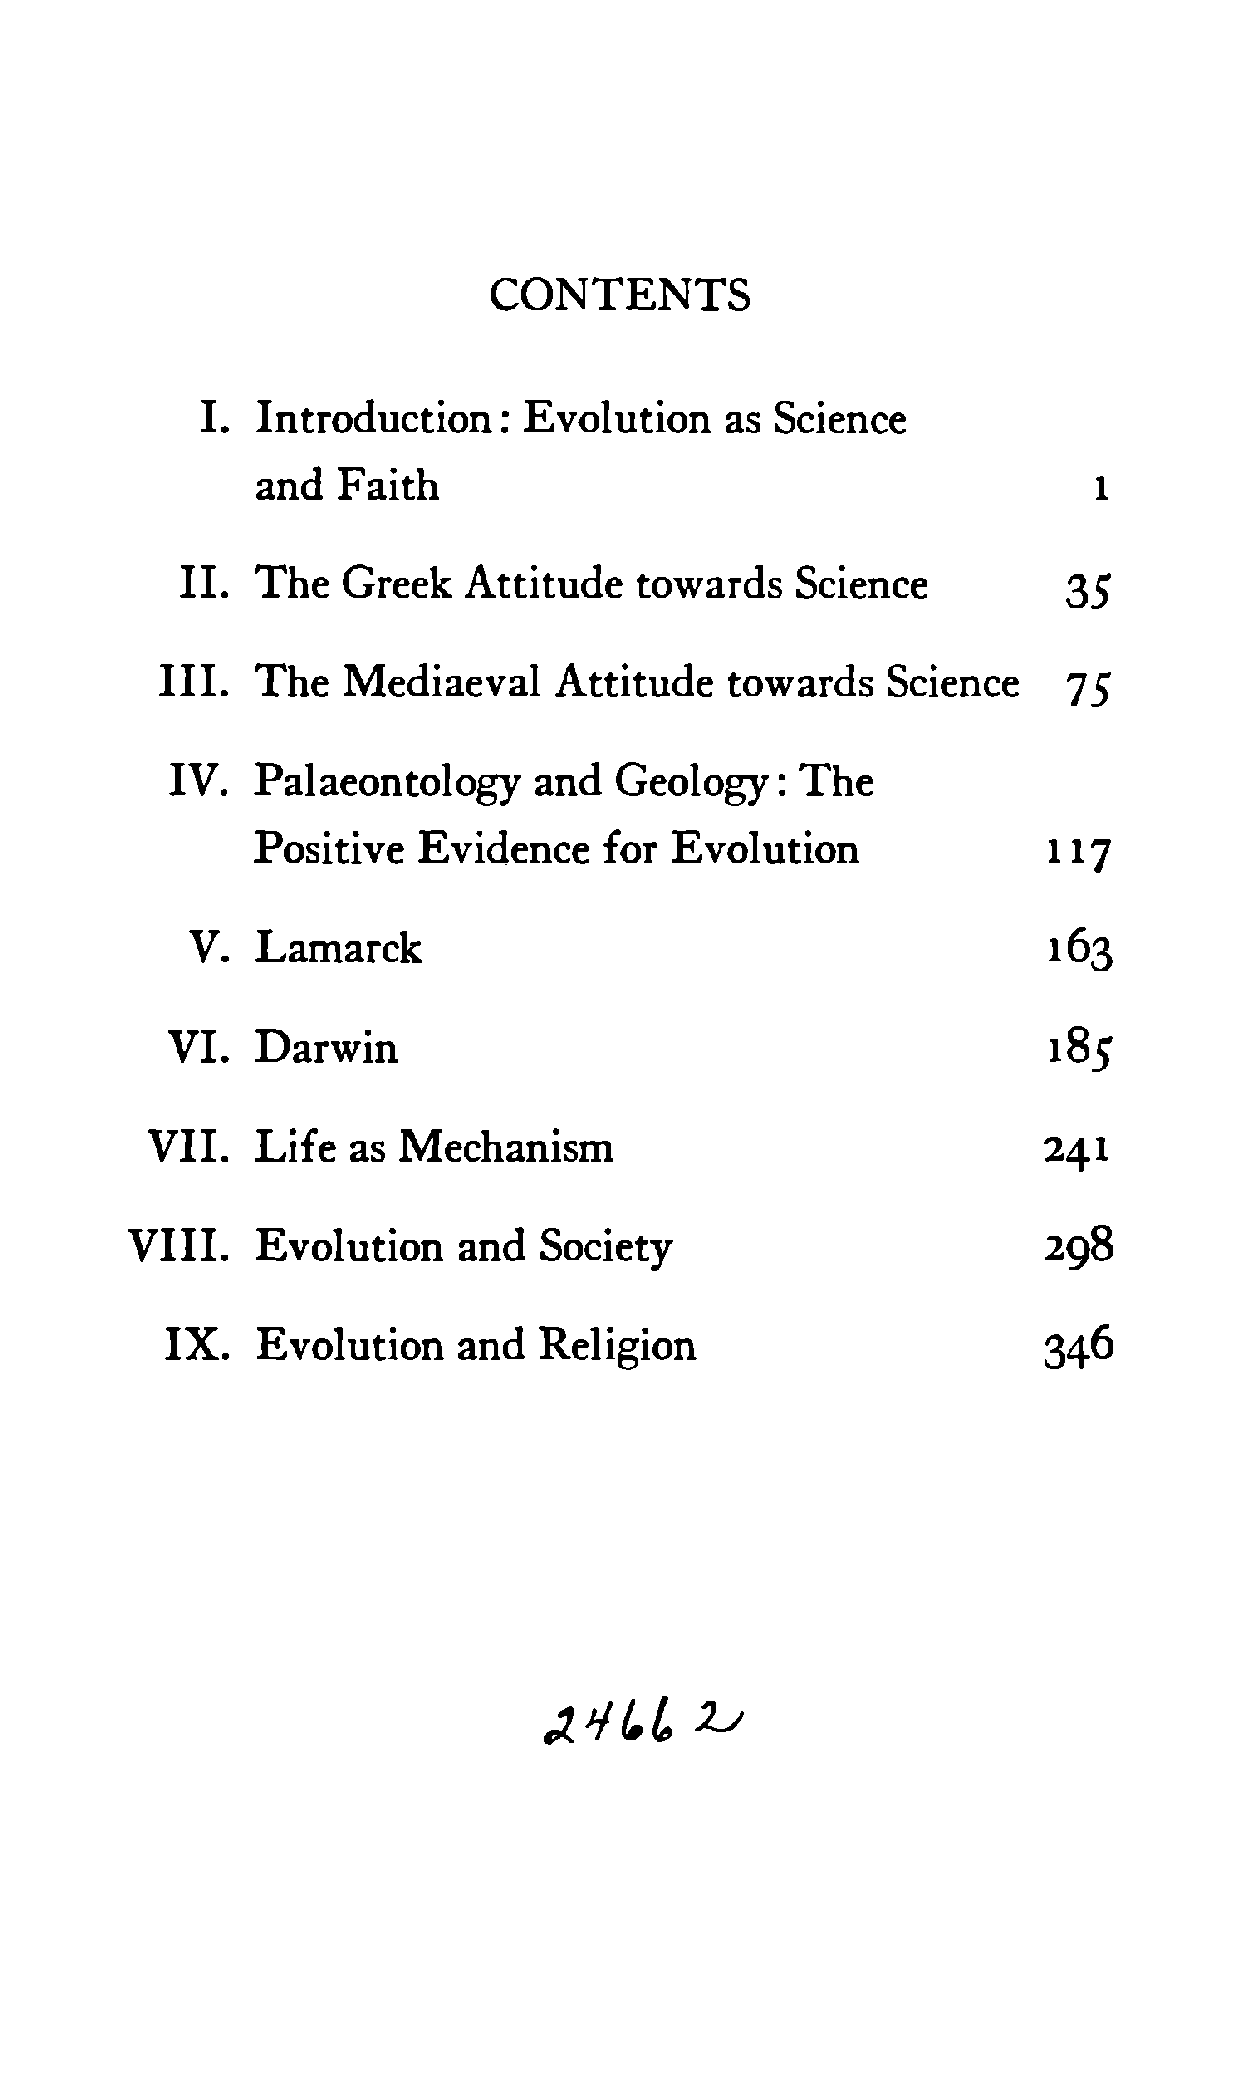 CONTENTS
I. Introduction: Evolution as Science
and Faith 1
II. The Greek Attitude towards Science 35
III. The Mediaeval Attitude towards Science 75
IV. Palaeontology and Geology: The
Positive Evidence for Evolution 117
V. Lamarck 163
VI. Darwin 185
VII. Life as Mechanism 241
VIII. Evolution and Society 298
IX. Evolution and Religion 346
24662